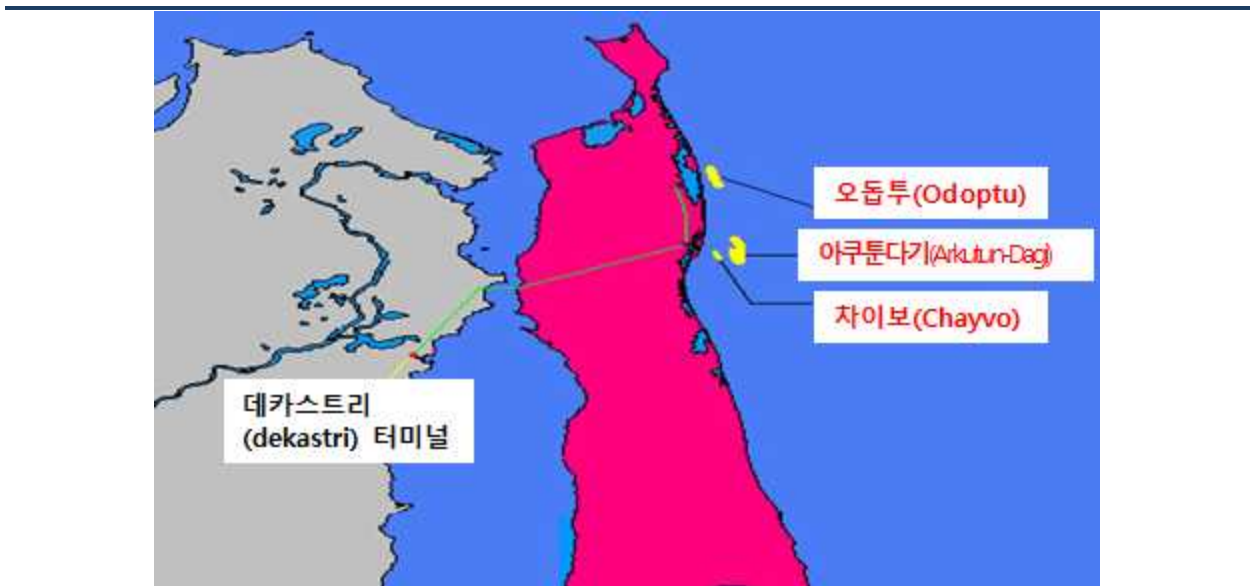 오돕투(Odoptu)
아쿠툰다기(Arkutun-Dagi)
차이보(Chayvo)
데카스트리
(dekastri) 터미널